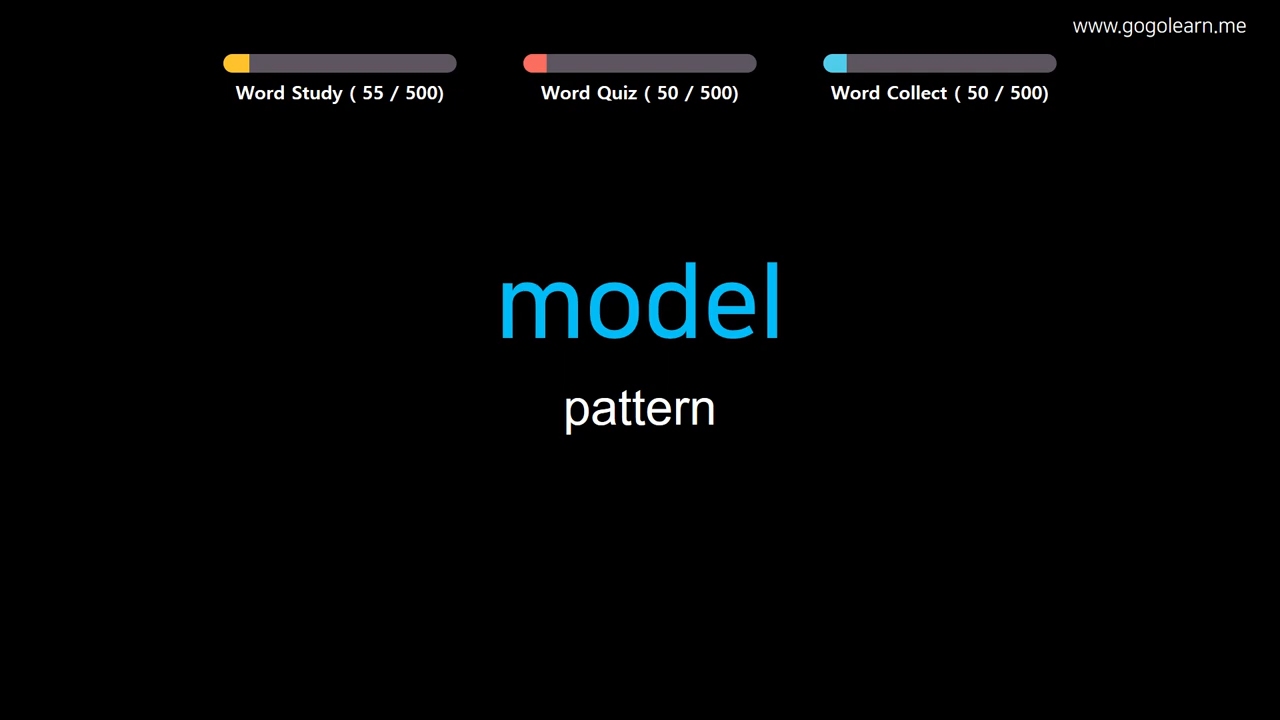 www.gogolearn.me
Word Study ( 55 / 500)
Word Quiz ( 50 / 500)
Word Collect ( 50 / 500)
model
pattern